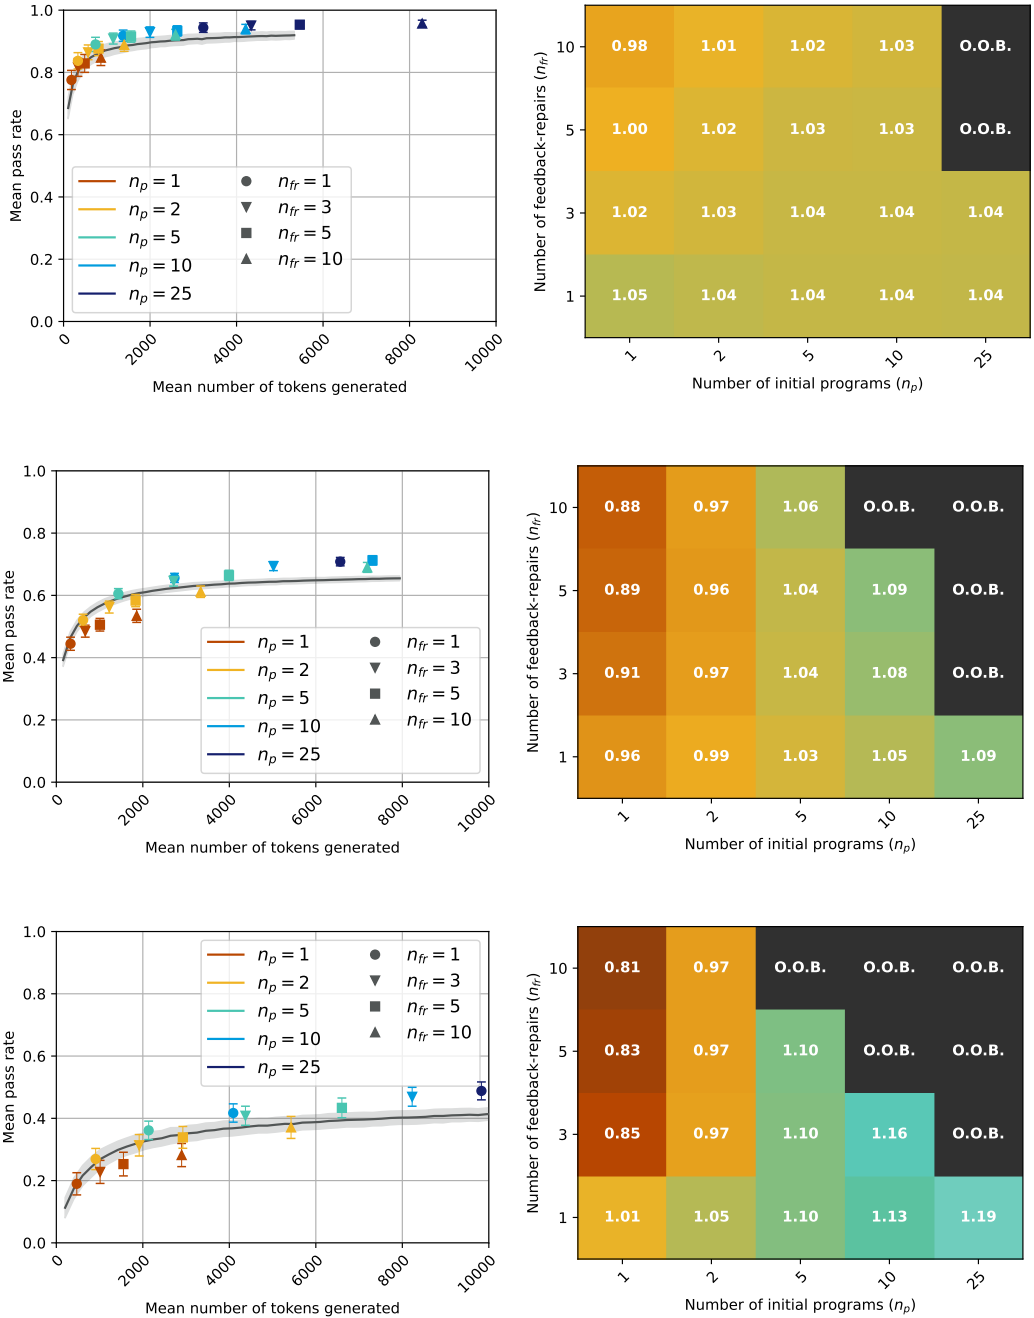 1.0
0.8
0.6
0.4
0.2
0.0
Mean pass rate
n_p = 1
n_p = 2
n_p = 5
n_p = 10
n_p = 25
n_fr = 1
n_fr = 3
n_fr = 5
n_fr = 10
0
2000
4000
6000
8000
10000
Mean number of tokens generated
Number of feedback-repairs (n_fr)
10 0.98 1.01 1.02 1.03 O.O.B.
5 1.00 1.02 1.03 1.03 O.O.B.
3 1.02 1.03 1.04 1.04 1.04
1 1.05 1.04 1.04 1.04 1.04
1 2 5 10 25
Number of initial programs (n_p)
1.0
0.8
0.6
0.4
0.2
0.0
Mean pass rate
n_p = 1
n_p = 2
n_p = 5
n_p = 10
n_p = 25
n_fr = 1
n_fr = 3
n_fr = 5
n_fr = 10
0
2000
4000
6000
8000
10000
Mean number of tokens generated
Number of feedback-repairs (n_fr)
10 0.88 0.97 1.06 O.O.B. O.O.B.
5 0.89 0.96 1.04 1.09 O.O.B.
3 0.91 0.97 1.04 1.08 O.O.B.
1 0.96 0.99 1.03 1.05 1.09
1 2 5 10 25
Number of initial programs (n_p)
1.0
0.8
0.6
0.4
0.2
0.0
Mean pass rate
n_p = 1
n_p = 2
n_p = 5
n_p = 10
n_p = 25
n_fr = 1
n_fr = 3
n_fr = 5
n_fr = 10
0
2000
4000
6000
8000
10000
Mean number of tokens generated
Number of feedback-repairs (n_fr)
10 0.81 0.97 O.O.B. O.O.B. O.O.B.
5 0.83 0.97 1.10 O.O.B. O.O.B.
3 0.85 0.97 1.10 1.16 O.O.B.
1 1.01 1.05 1.10 1.13 1.19
1 2 5 10 25
Number of initial programs (n_p)